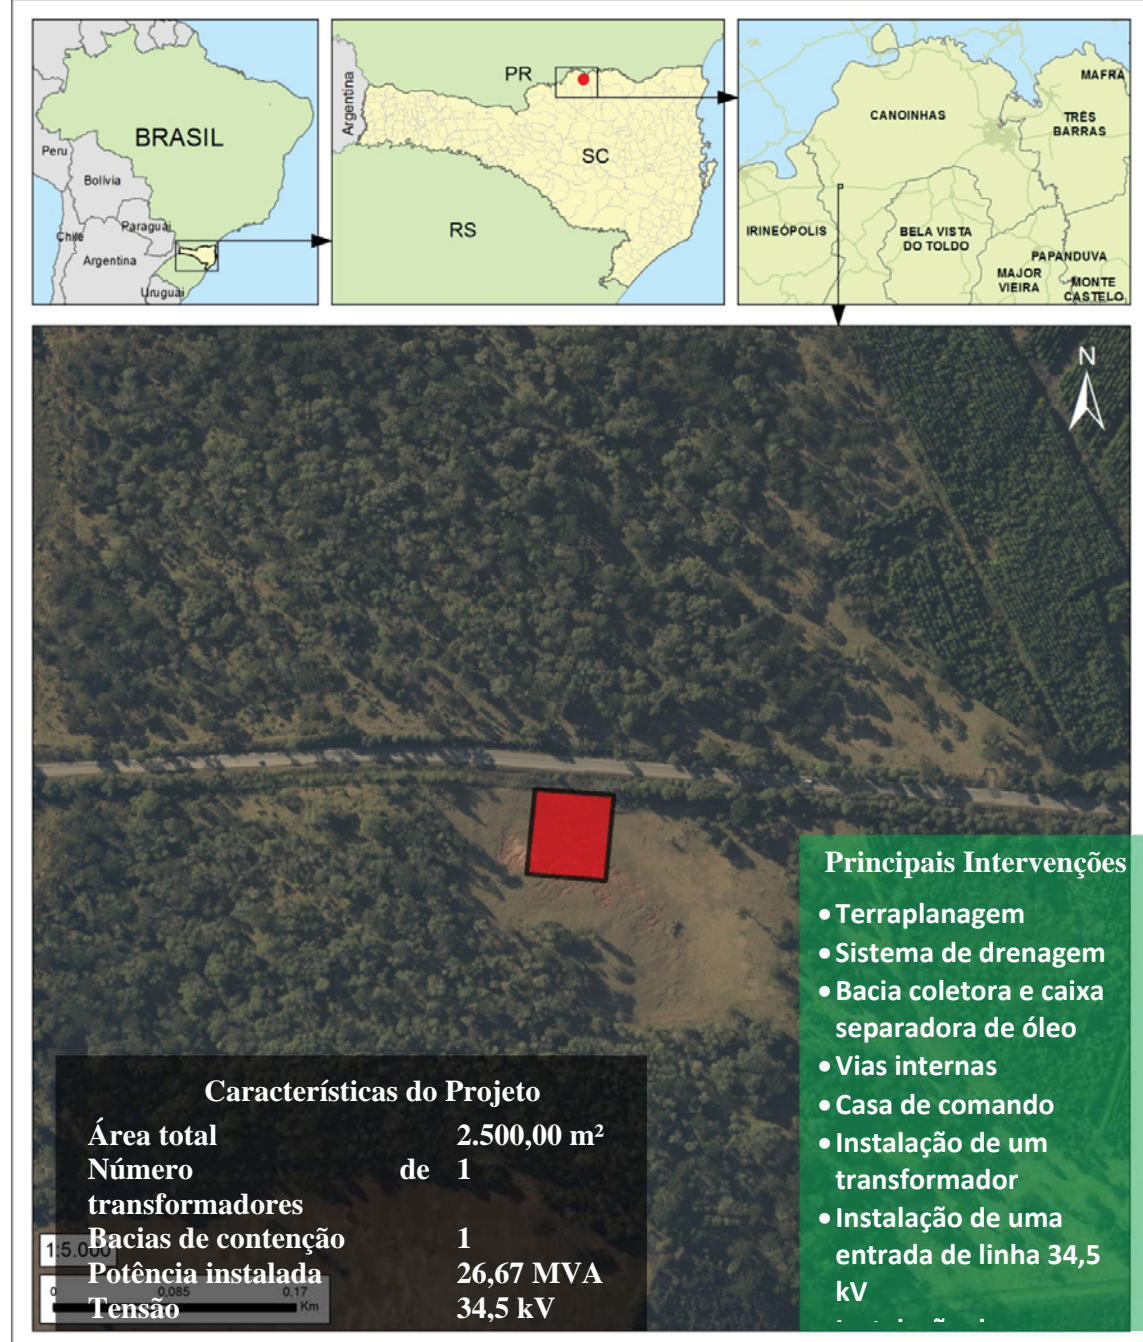 BRASIL
Peru
Bolívia
Paraguai
Chile
Argentina
Uruguai
Argentina
PR
SC
RS
MAFRA
CANOINHAS
TRÊS
BARRAS
IRINEÓPOLIS
BELA VISTA
DO TOLDO
PAPANDUVA
MAJOR
VIEIRA
MONTE
CASTELO
N
Principais Intervenções
• Terraplanagem
• Sistema de drenagem
• Bacia coletora e caixa
separadora de óleo
• Vias internas
• Casa de comando
• Instalação de um
transformador
• Instalação de uma
entrada de linha 34,5
kV
Características do Projeto
Área total 2.500,00 m²
Número de 1
transformadores
Bacias de contenção 1
Potência instalada 26,67 MVA
Tensão 34,5 kV
1:5.000
0 0,085 0,17
Km